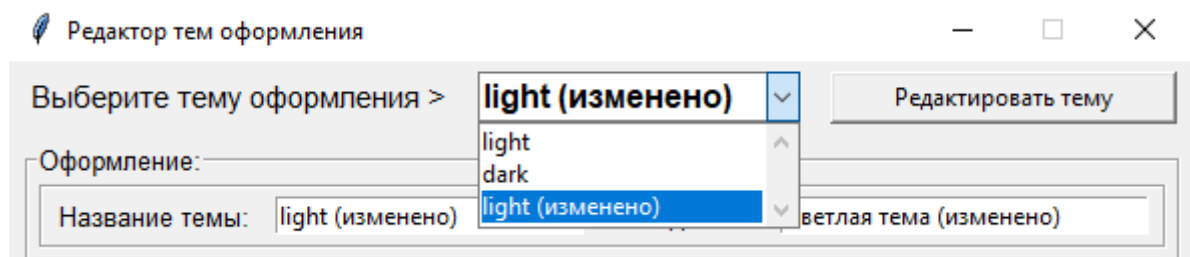 Редактор тем оформления
Выберите тему оформления > light (изменено) Редактировать тему
light
dark
light (изменено)
Оформление:
Название темы: light (изменено) ветлая тема (изменено)